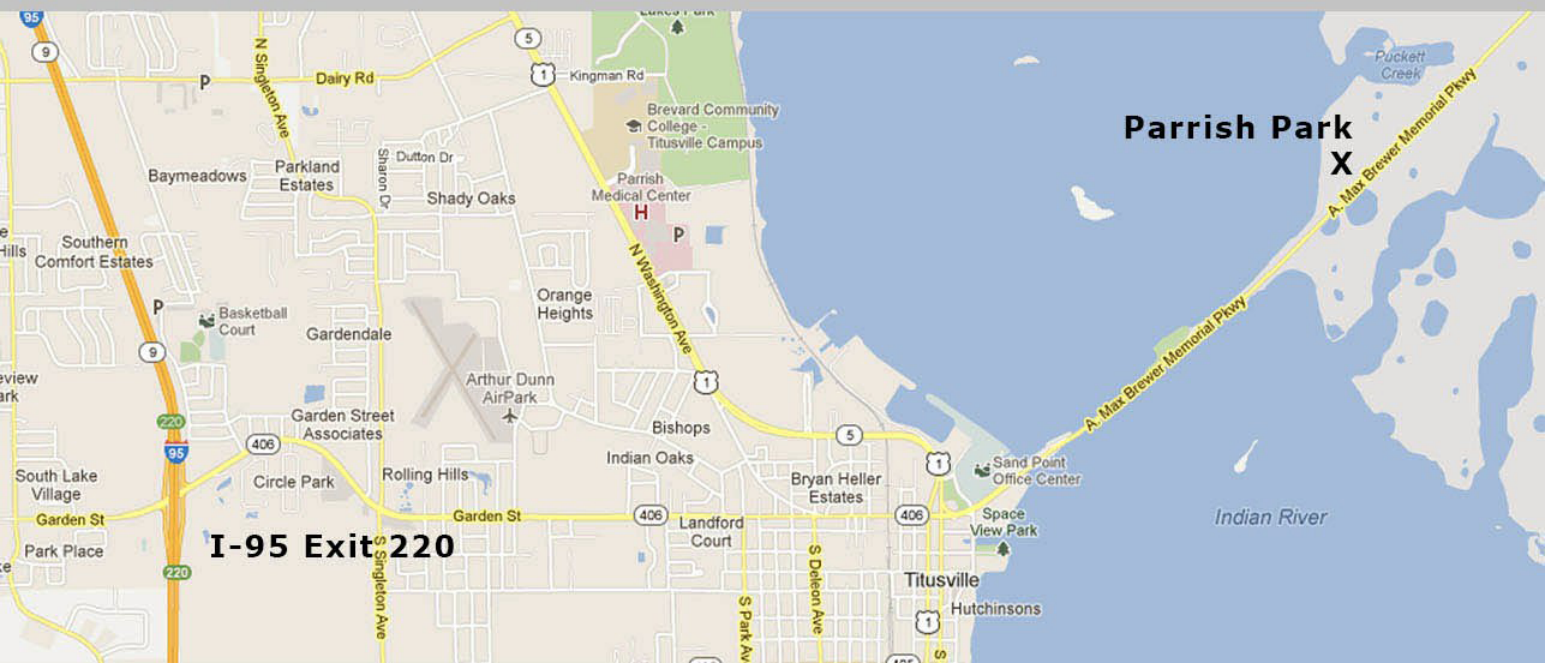 95
Lakes Park
9
5
Puckett
Creek
N Singleton Ave
P
Dairy Rd
1
Kingman Rd
A. Max Brewer Memorial Pkwy
Brevard Community
College -
Titusville Campus
Parrish Park
X
Dutton Dr
Sharon Dr
Baymeadows
Parkland
Estates
Shady Oaks
Parrish
Medical Center
H
P
Southern
Comfort Estates
Hills
N Washington Ave
Orange
Heights
P
Basketball
Court
Gardendale
A. Max Brewer Memorial Pkwy
9
Arthur Dunn
AirPark
1
220
Garden Street
Associates
Bishops
5
406
95
Indian Oaks
1
Sand Point
Office Center
South Lake
Village
Circle Park
Rolling Hills
Bryan Heller
Estates
Garden St
Garden St
406
Landford
Court
406
Space
View Park
Indian River
Park Place
I-95 Exit 220
220
S Singleton Ave
S Deleon Ave
Titusville
S Park Av
1
Hutchinsons
S